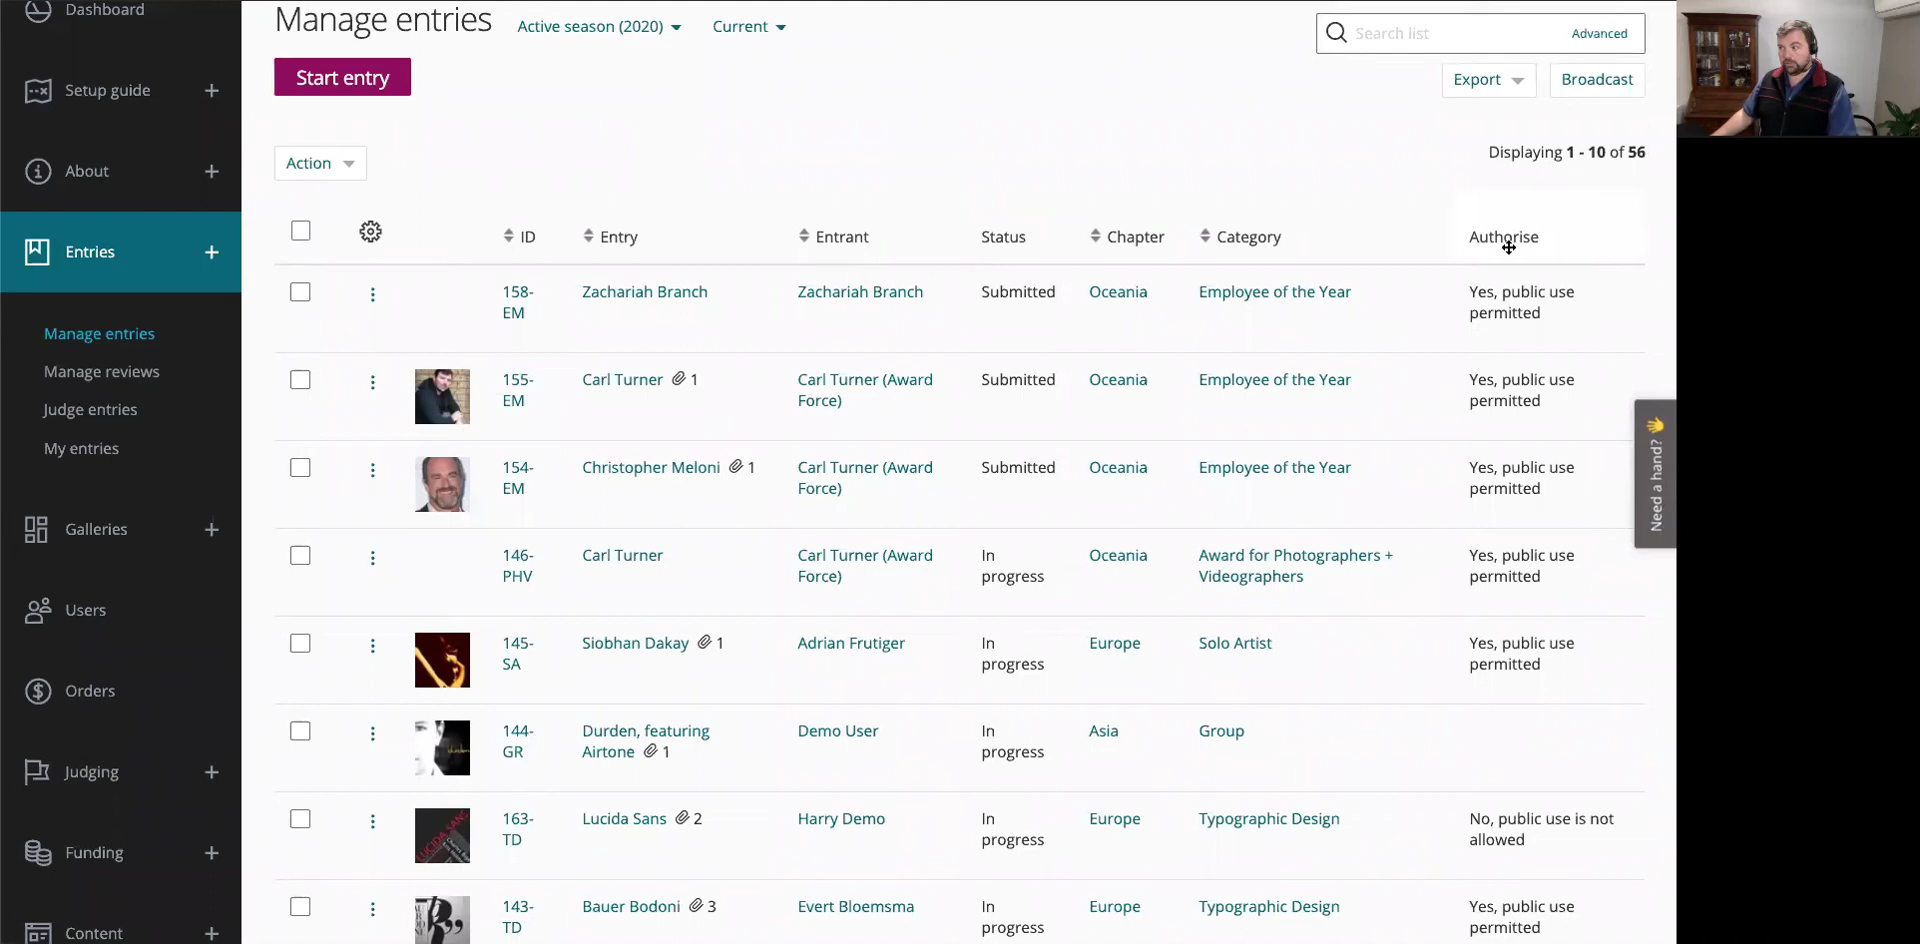 Dashboard
Setup guide
About
Entries
Manage entries
Manage reviews
Judge entries
My entries
Galleries
Users
Orders
Judging
Funding
Content
Manage entries
Active season (2020)
Current
Search list
Advanced
Start entry
Export
Broadcast
Action
Displaying 1 - 10 of 56
ID
Entry
Entrant
Status
Chapter
Category
Authorise
158-
EM
Zachariah Branch
Zachariah Branch
Submitted
Oceania
Employee of the Year
Yes, public use
permitted
155-
EM
Carl Turner 1
Carl Turner (Award
Force)
Submitted
Oceania
Employee of the Year
Yes, public use
permitted
154-
EM
Christopher Meloni 1
Carl Turner (Award
Force)
Submitted
Oceania
Employee of the Year
Yes, public use
permitted
146-
PHV
Carl Turner
Carl Turner (Award
Force)
In
progress
Oceania
Award for Photographers +
Videographers
Yes, public use
permitted
145-
SA
Siobhan Dakay 1
Adrian Frutiger
In
progress
Europe
Solo Artist
Yes, public use
permitted
144-
GR
Durden, featuring
Airtone 1
Demo User
In
progress
Asia
Group
LUCIDA SANS
163-
TD
Lucida Sans 2
Harry Demo
In
progress
Europe
Typographic Design
No, public use is not
allowed
143-
TD
Bauer Bodoni 3
Evert Bloemsma
In
progress
Europe
Typographic Design
Yes, public use
permitted
Need a hand?